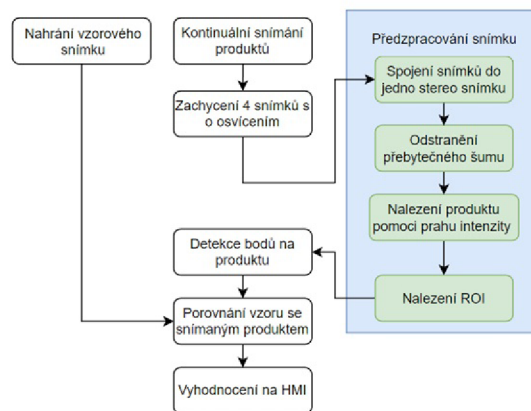 Nahrání vzorového
snímku
Kontinuální snímání
produktů
Zachycení 4 snímků s
o osvícením
Předzpracování snímku
Spojení snímků do
jedno stereo snímku
Odstranění
přebytečného šumu
Nalezení produktu
pomoci prahu intenzity
Nalezení ROI
Detekce bodů na
produktu
Porovnání vzoru se
snímaným produktem
Vyhodnocení na HMI